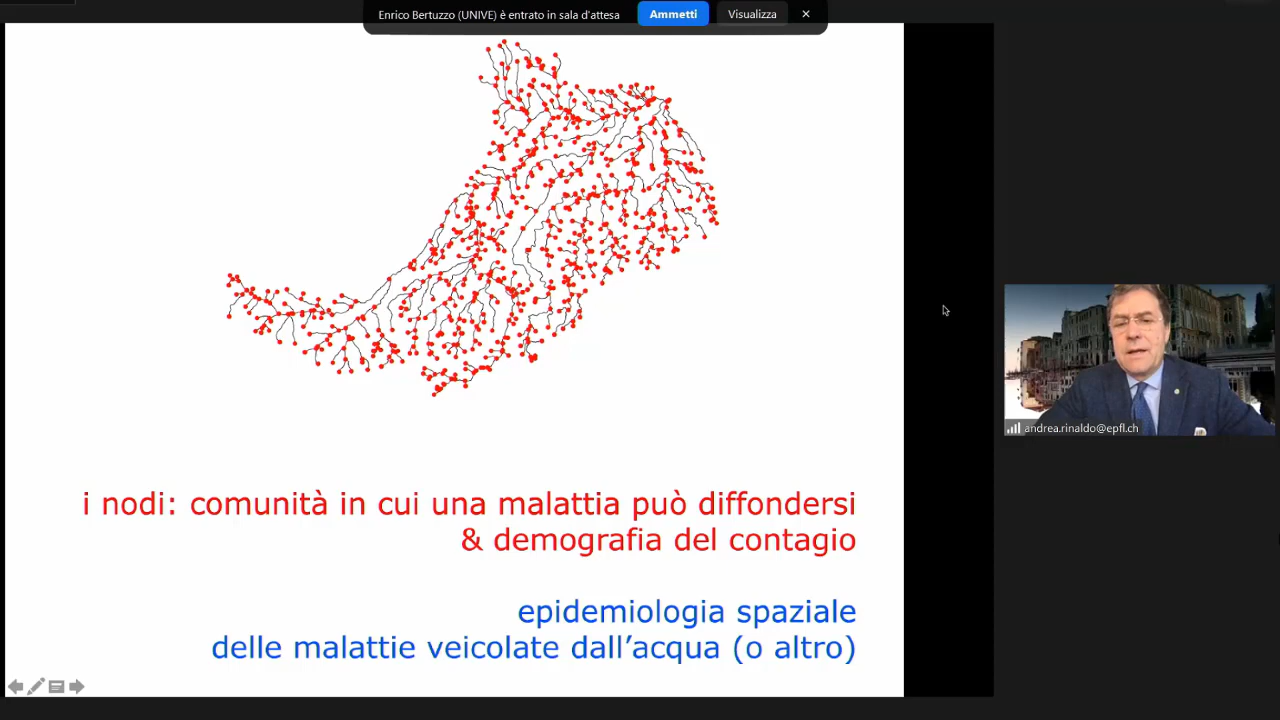 Enrico Bertuzzo (UNIVE) è entrato in sala d'attesa
Ammetti
Visualizza
i nodi: comunità in cui una malattia può diffondersi
& demografia del contagio
epidemiologia spaziale
delle malattie veicolate dall’acqua (o altro)
andrea.rinaldo@epfl.ch